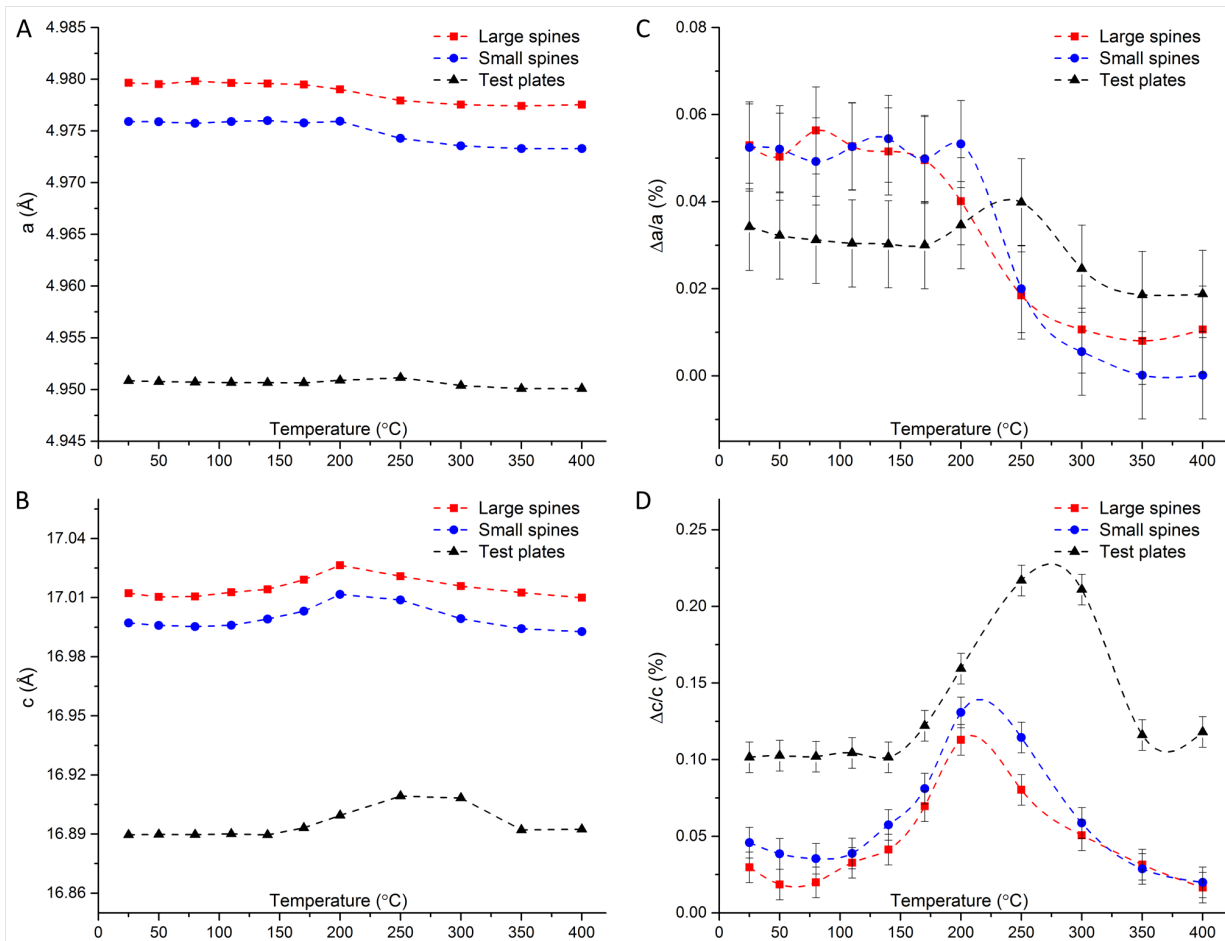 A
4.985
4.980
4.975
4.970
4.965
4.960
4.955
4.950
4.945
a (Å)
Large spines
Small spines
Test plates
Temperature (°C)
0 50 100 150 200 250 300 350 400
C
0.08
0.06
0.04
0.02
0.00
Δa/a (%)
Large spines
Small spines
Test plates
Temperature (°C)
0 50 100 150 200 250 300 350 400
B
17.04
17.01
16.98
16.95
16.92
16.89
16.86
c (Å)
Large spines
Small spines
Test plates
Temperature (°C)
0 50 100 150 200 250 300 350 400
D
0.25
0.20
0.15
0.10
0.05
0.00
Δc/c (%)
Large spines
Small spines
Test plates
Temperature (°C)
0 50 100 150 200 250 300 350 400